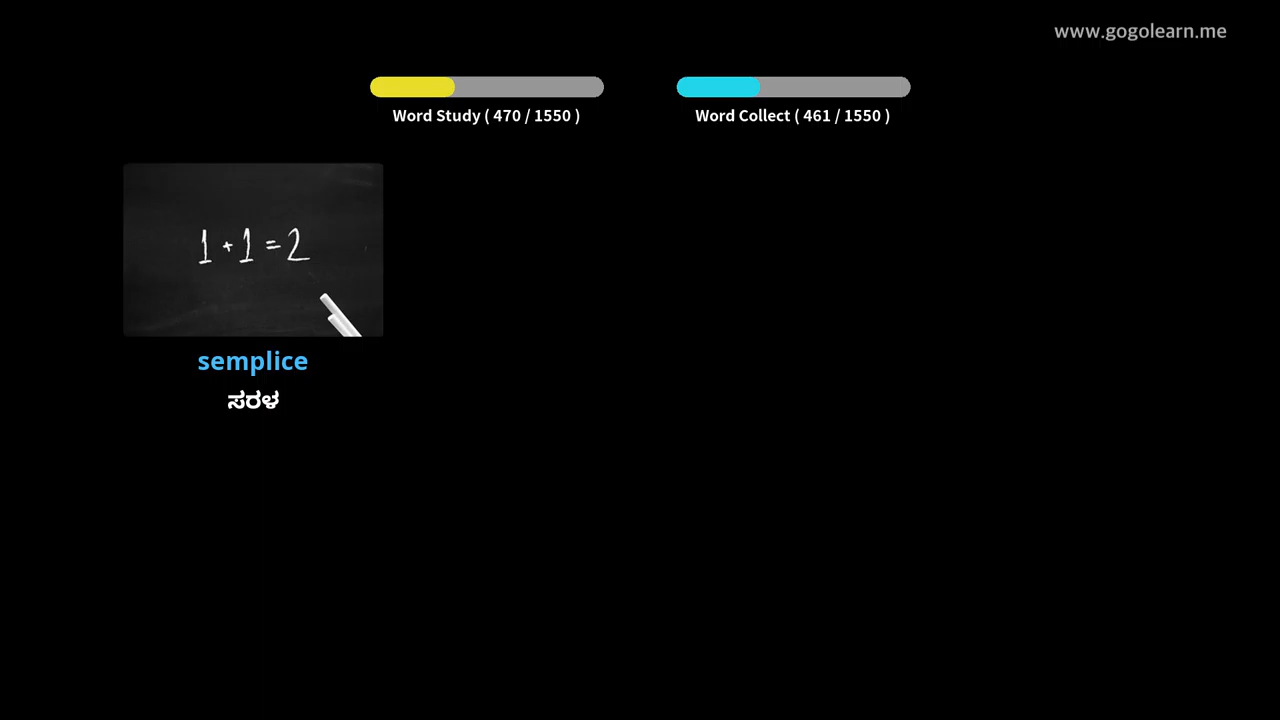 www.gogolearn.me
Word Study ( 470 / 1550 )
Word Collect ( 461 / 1550 )
1 + 1 = 2
semplice
ಸರಳ